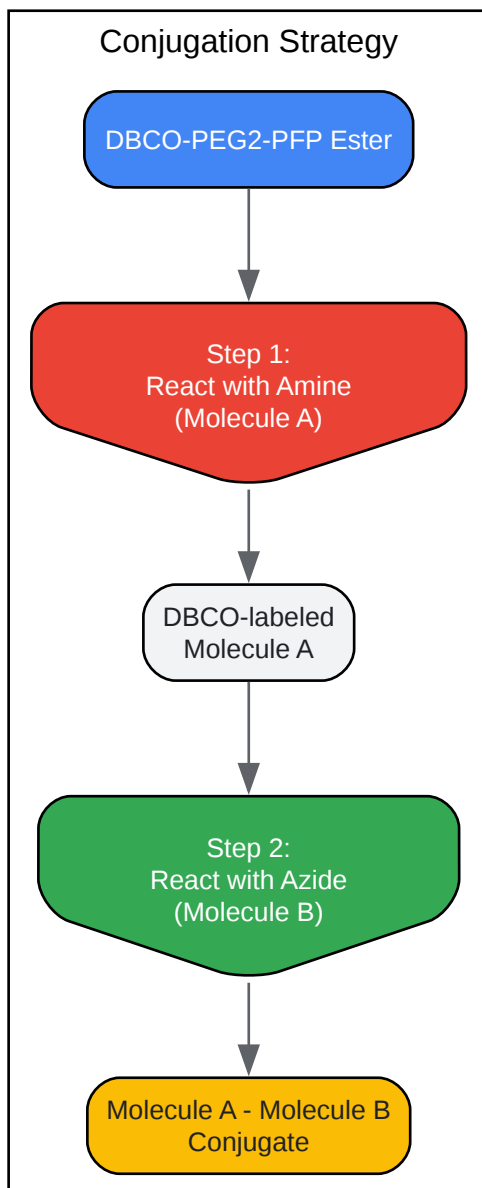 Conjugation Strategy
DBCO-PEG2-PFP Ester
Step 1:
React with Amine
(Molecule A)
DBCO-labeled
Molecule A
Step 2:
React with Azide
(Molecule B)
Molecule A - Molecule B
Conjugate